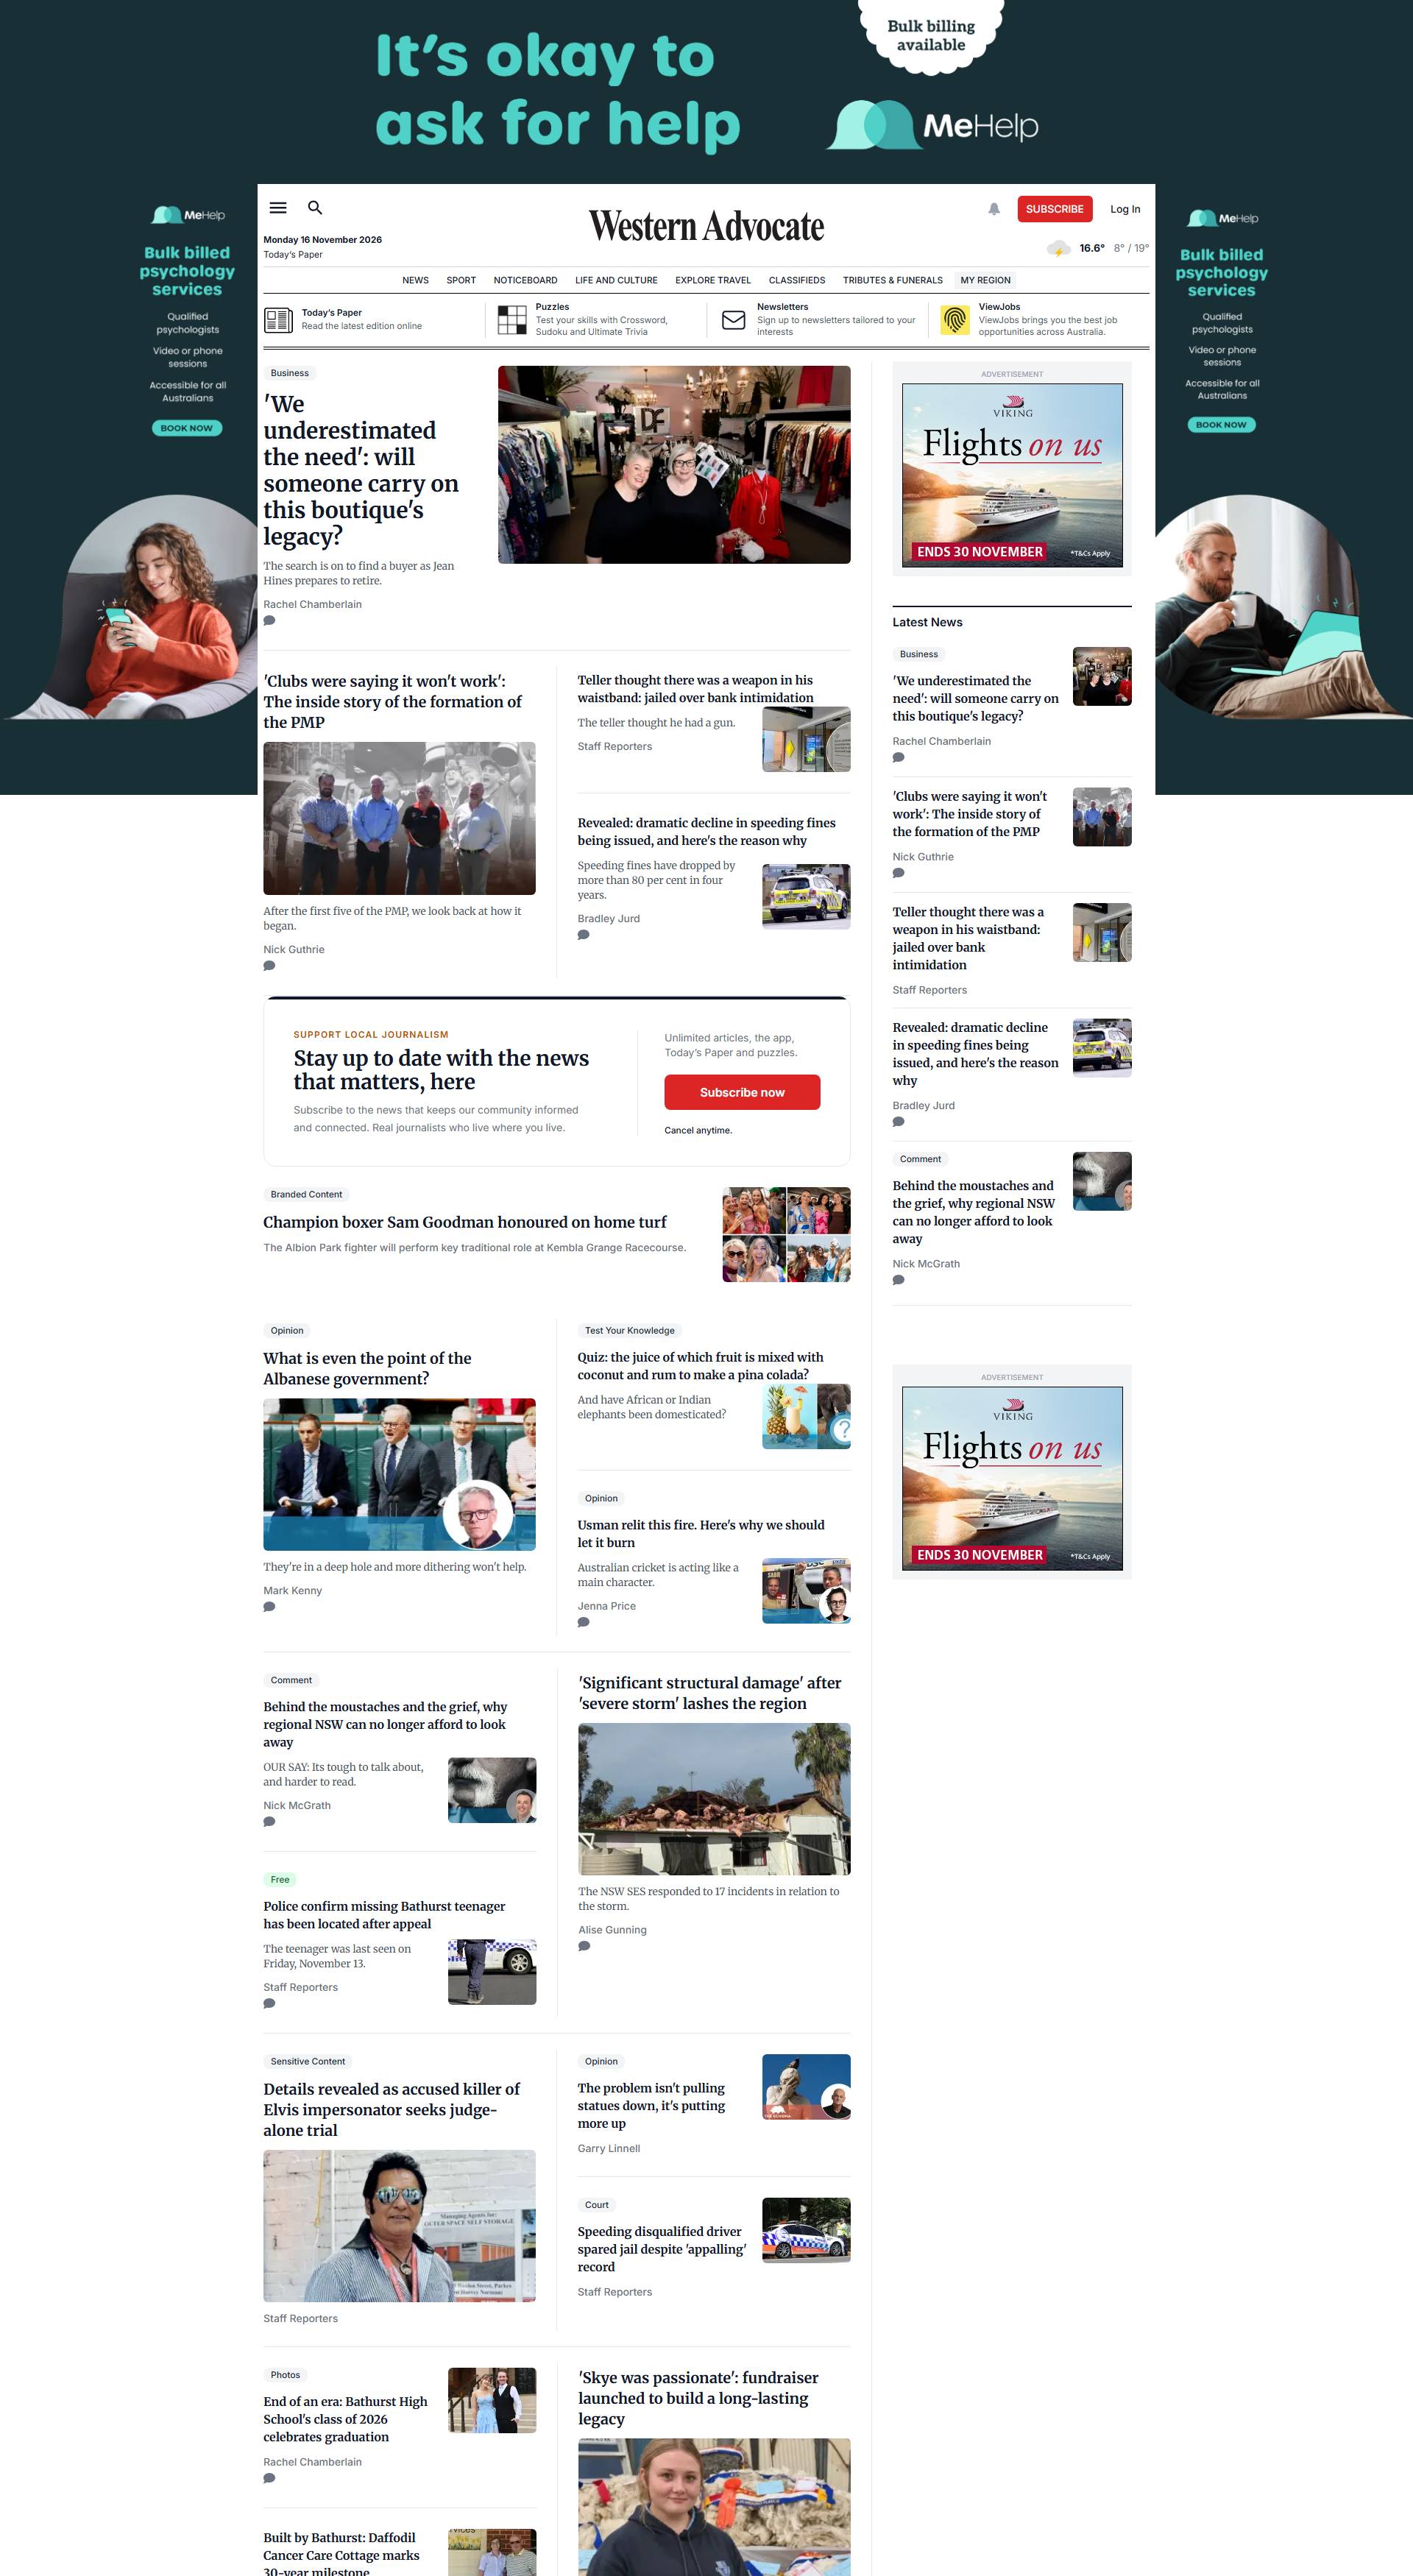 It's okay to
ask for help
Bulk billing
available
MeHelp
MeHelp
Bulk billed
psychology
services
Qualified
psychologists
Video or phone
sessions
Accessible for all
Australians
BOOK NOW
MeHelp
Bulk billed
psychology
services
Qualified
psychologists
Video or phone
sessions
Accessible for all
Australians
BOOK NOW
Western Advocate
SUBSCRIBE
Log In
Monday 16 November 2026
Today's Paper
16.6° 8° / 19°
NEWS SPORT NOTICEBOARD LIFE AND CULTURE EXPLORE TRAVEL CLASSIFIEDS TRIBUTES & FUNERALS MY REGION
Today's Paper
Read the latest edition online
Puzzles
Test your skills with Crossword,
Sudoku and Ultimate Trivia
Newsletters
Sign up to newsletters tailored to your
interests
ViewJobs
ViewJobs brings you the best job
opportunities across Australia.
Business
'We
underestimated
the need': will
someone carry on
this boutique's
legacy?
The search is on to find a buyer as Jean
Hines prepares to retire.
Rachel Chamberlain
DF
'Clubs were saying it won't work':
The inside story of the formation of
the PMP
After the first five of the PMP, we look back at how it
began.
Nick Guthrie
Teller thought there was a weapon in his
waistband: jailed over bank intimidation
The teller thought he had a gun.
Staff Reporters
Revealed: dramatic decline in speeding fines
being issued, and here's the reason why
Speeding fines have dropped by
more than 80 per cent in four
years.
Bradley Jurd
SUPPORT LOCAL JOURNALISM
Stay up to date with the news
that matters, here
Subscribe to the news that keeps our community informed
and connected. Real journalists who live where you live.
Unlimited articles, the app,
Today's Paper and puzzles.
Subscribe now
Cancel anytime.
Branded Content
Champion boxer Sam Goodman honoured on home turf
The Albion Park fighter will perform key traditional role at Kembla Grange Racecourse.
Opinion
What is even the point of the
Albanese government?
They're in a deep hole and more dithering won't help.
Mark Kenny
Test Your Knowledge
Quiz: the juice of which fruit is mixed with
coconut and rum to make a pina colada?
And have African or Indian
elephants been domesticated?
?
Opinion
Usman relit this fire. Here's why we should
let it burn
Australian cricket is acting like a
main character.
Jenna Price
Comment
Behind the moustaches and the grief, why
regional NSW can no longer afford to look
away
OUR SAY: Its tough to talk about,
and harder to read.
Nick McGrath
Free
Police confirm missing Bathurst teenager
has been located after appeal
The teenager was last seen on
Friday, November 13.
Staff Reporters
'Significant structural damage' after
'severe storm' lashes the region
The NSW SES responded to 17 incidents in relation to
the storm.
Alise Gunning
Sensitive Content
Details revealed as accused killer of
Elvis impersonator seeks judge-
alone trial
Managing Agents for:
OUTER SPACE SELF STORAGE
Staff Reporters
Opinion
The problem isn't pulling
statues down, it's putting
more up
Garry Linnell
Court
Speeding disqualified driver
spared jail despite 'appalling'
record
Staff Reporters
Photos
End of an era: Bathurst High
School's class of 2026
celebrates graduation
Rachel Chamberlain
Built by Bathurst: Daffodil
Cancer Care Cottage marks
30-year milestone
'Skye was passionate': fundraiser
launched to build a long-lasting
legacy
ADVERTISEMENT
VIKING
Flights on us
ENDS 30 NOVEMBER
*T&Cs Apply
Latest News
Business
'We underestimated the
need': will someone carry on
this boutique's legacy?
Rachel Chamberlain
'Clubs were saying it won't
work': The inside story of
the formation of the PMP
Nick Guthrie
Teller thought there was a
weapon in his waistband:
jailed over bank
intimidation
Staff Reporters
Revealed: dramatic decline
in speeding fines being
issued, and here's the reason
why
Bradley Jurd
Comment
Behind the moustaches and
the grief, why regional NSW
can no longer afford to look
away
Nick McGrath
ADVERTISEMENT
VIKING
Flights on us
ENDS 30 NOVEMBER
*T&Cs Apply